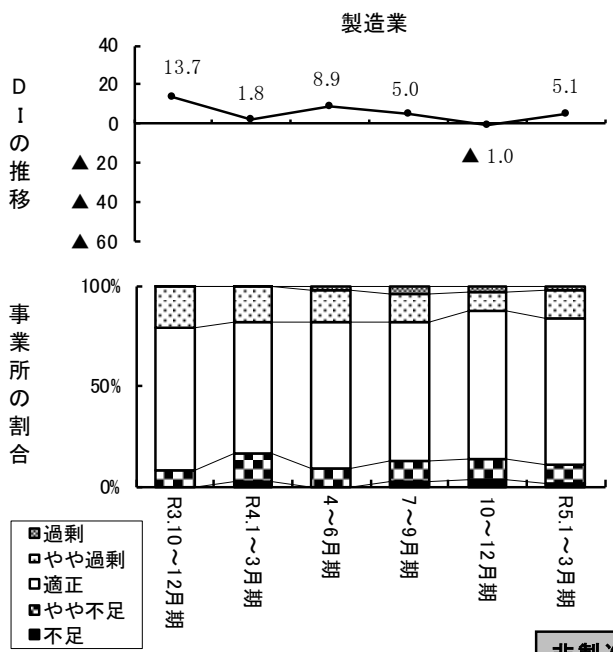 製造業
DIの推移
40
20
0
▲ 20
▲ 40
▲ 60
13.7
1.8
8.9
5.0
▲ 1.0
5.1
事業所の割合
100%
50%
0%
R3.10～12月期
R4.1～3月期
4～6月期
7～9月期
10～12月期
R5.1～3月期
過剰
やや過剰
適正
やや不足
不足